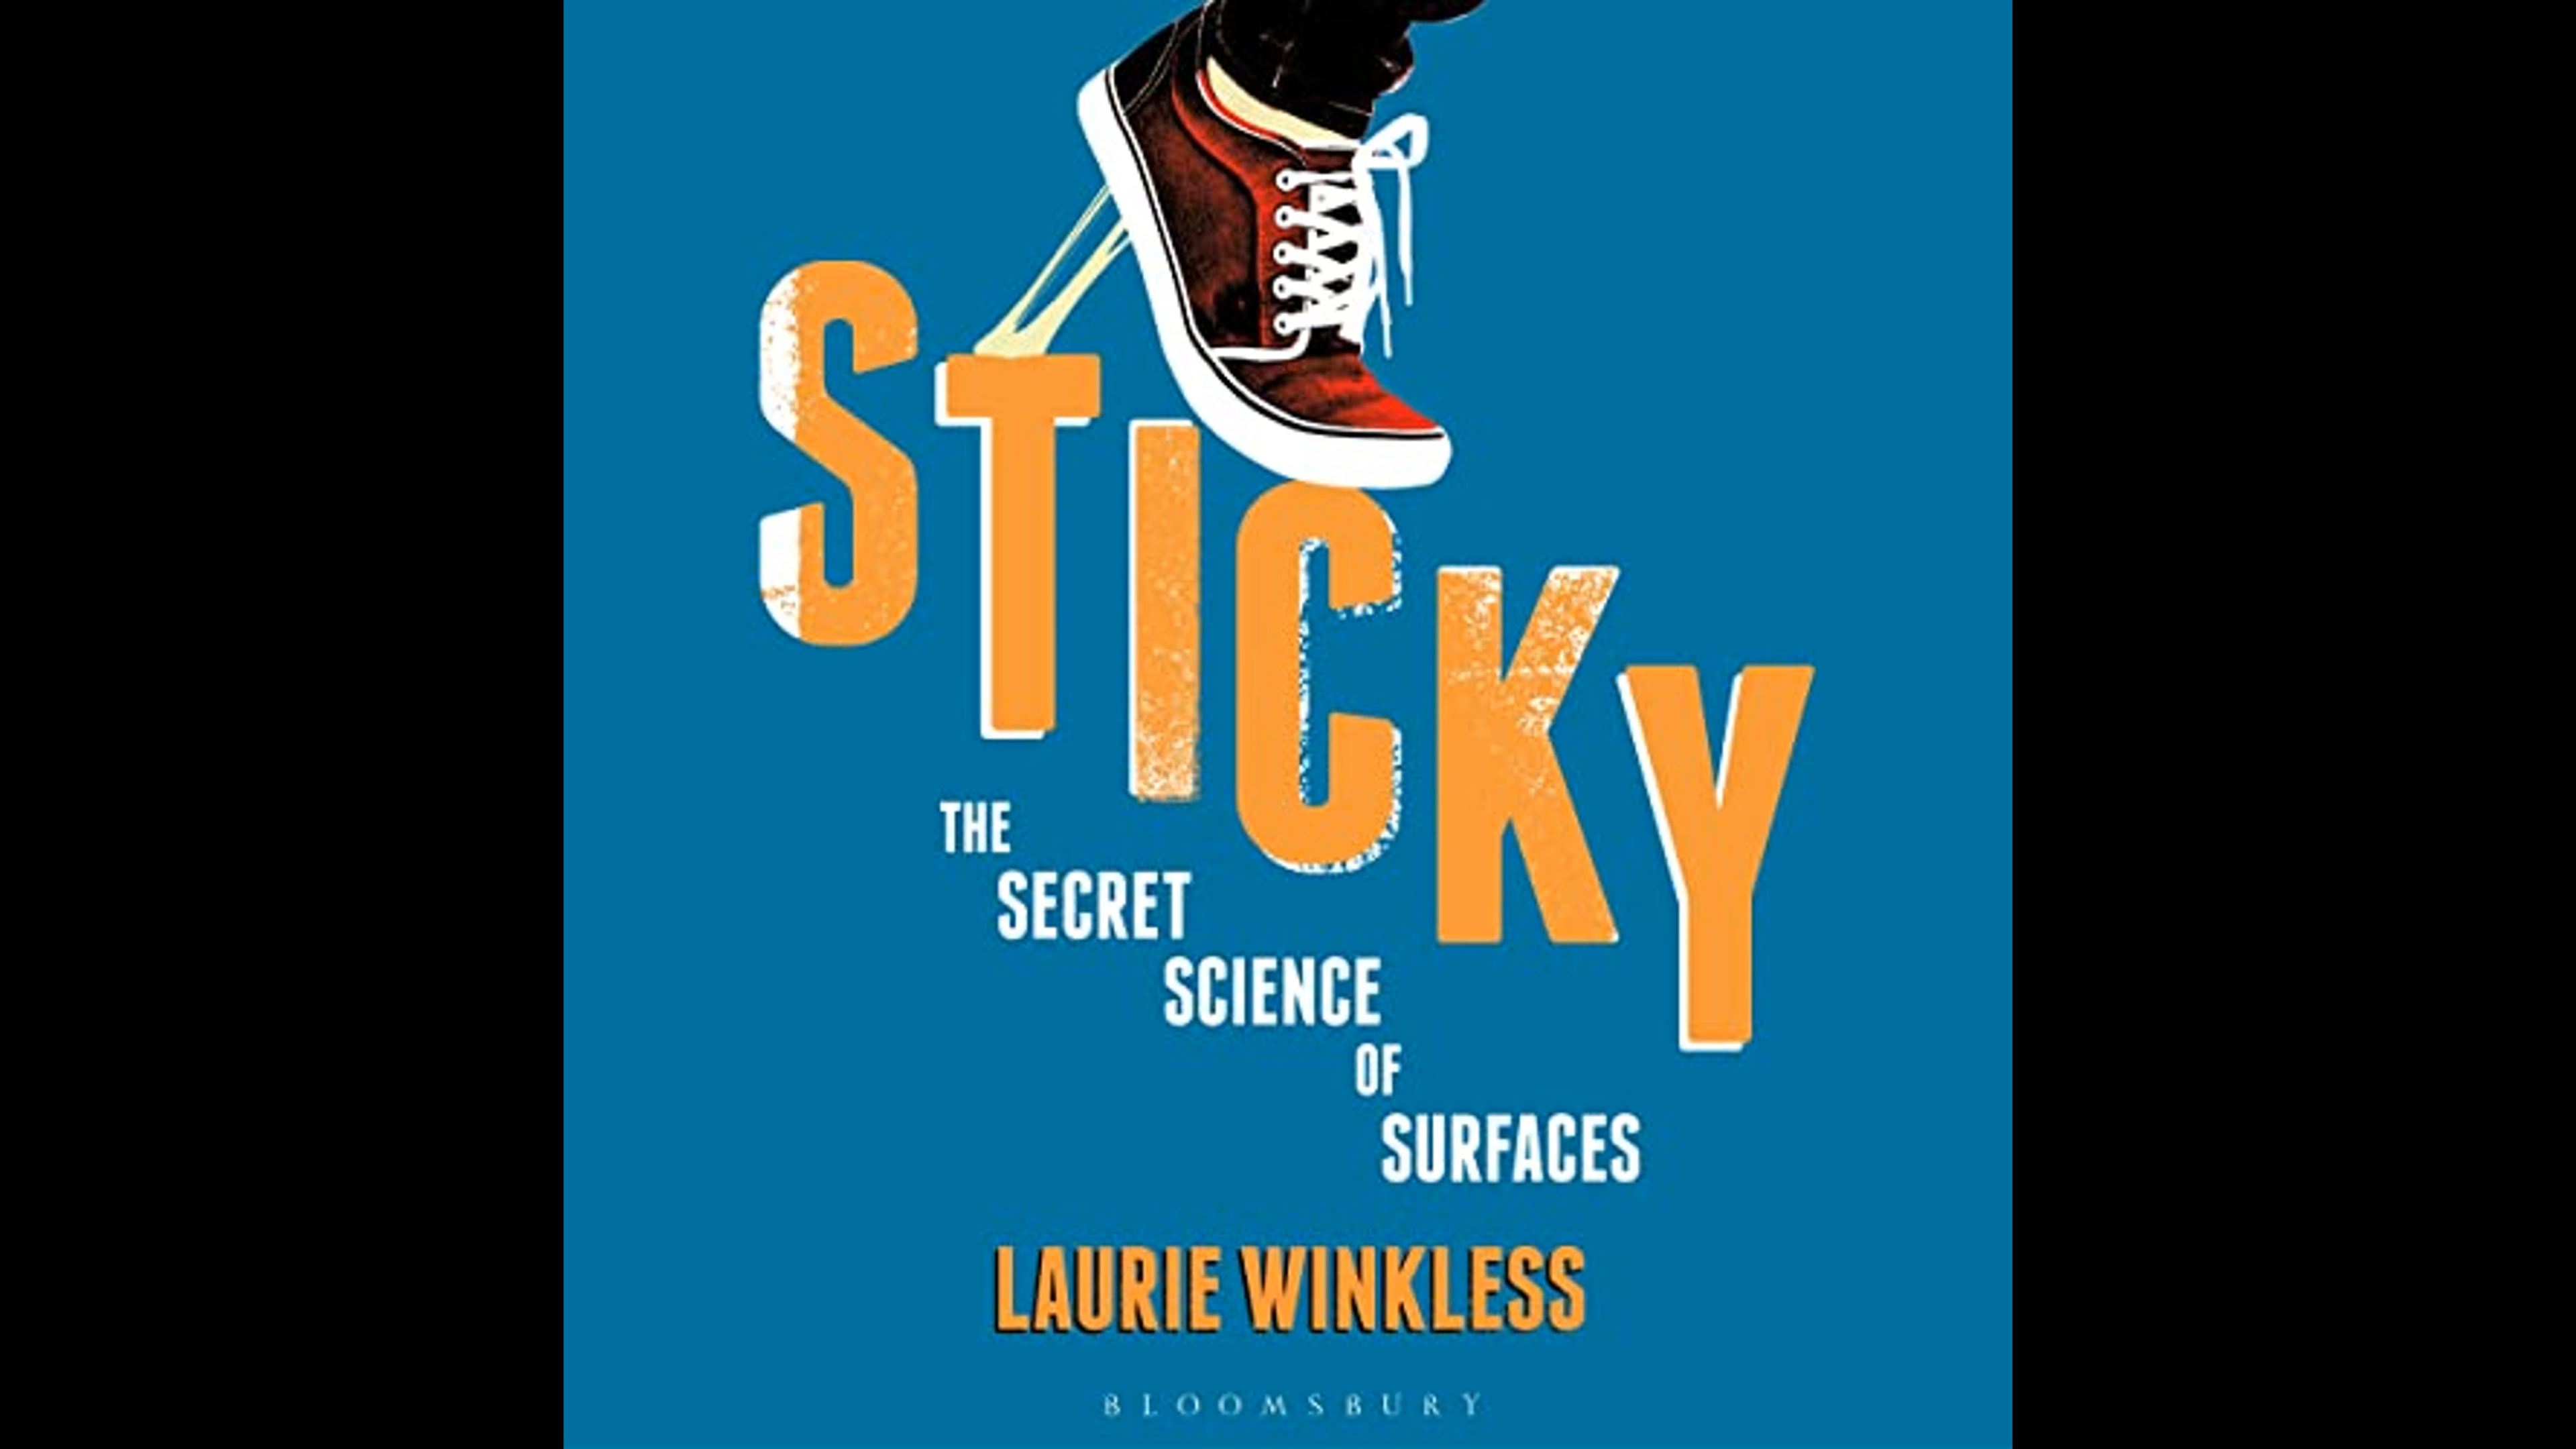 STICKY
THE
SECRET
SCIENCE
OF
SURFACES
LAURIE WINKLESS
BLOOMSBURY